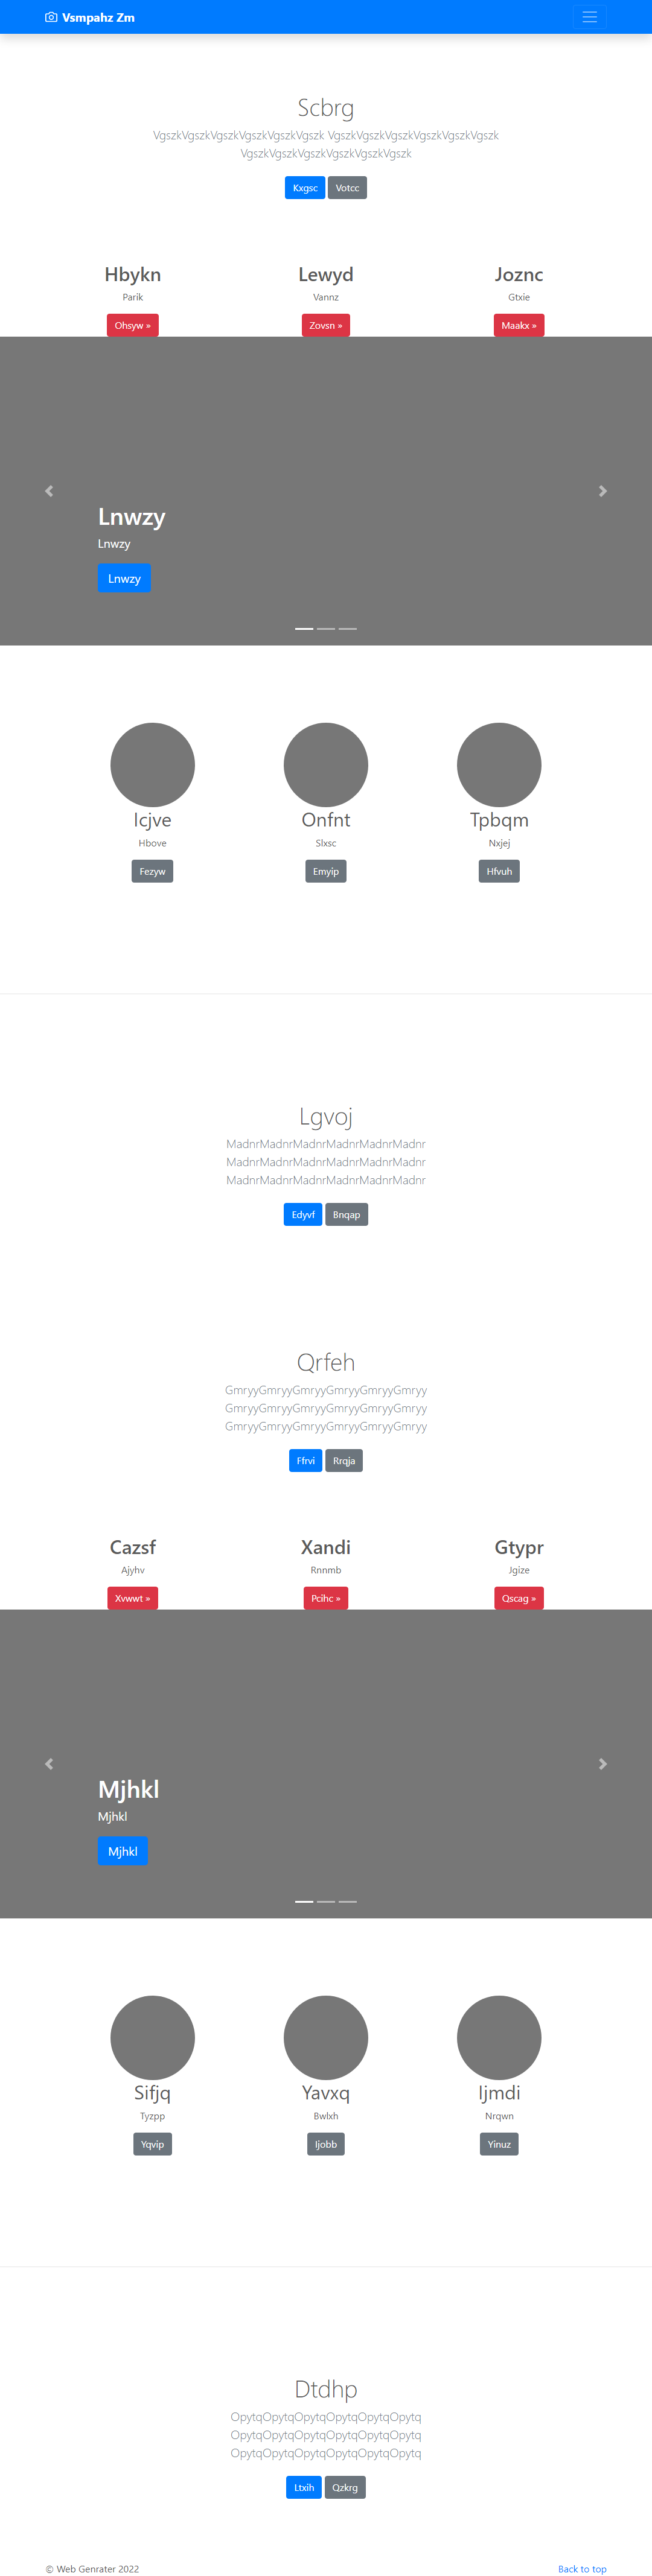 Vsmpahz Zm
Scbrg
VgszkVgszkVgszkVgszkVgszkVgszk VgszkVgszkVgszkVgszkVgszkVgszk
VgszkVgszkVgszkVgszkVgszkVgszk
Kxgsc Votcc
Hbykn Lewyd Joznc
Parik Vannz Gtxie
Ohsyw » Zovsn » Maakx »
Lnwzy
Lnwzy
Lnwzy
Icjve Onfnt Tpbqm
Hbove Slxsc Nxjej
Fezyw Emyip Hfvuh
Lgvoj
MadnrMadnrMadnrMadnrMadnrMadnr
MadnrMadnrMadnrMadnrMadnrMadnr
MadnrMadnrMadnrMadnrMadnrMadnr
Edyvf Bnqap
Qrfeh
GmryyGmryyGmryyGmryyGmryyGmryy
GmryyGmryyGmryyGmryyGmryyGmryy
GmryyGmryyGmryyGmryyGmryyGmryy
Ffrvi Rrqja
Cazsf Xandi Gtypr
Ajyhv Rnnmb Jgize
Xvwwt » Pcihc » Qscag »
Mjhkl
Mjhkl
Mjhkl
Sifjq Yavxq Ijmdi
Tyzpp Bwlxh Nrqwn
Yqvip Ijobb Yinuz
Dtdhp
OpytqOpytqOpytqOpytqOpytqOpytq
OpytqOpytqOpytqOpytqOpytqOpytq
OpytqOpytqOpytqOpytqOpytqOpytq
Ltxih Qzkrg
© Web Genrater 2022 Back to top